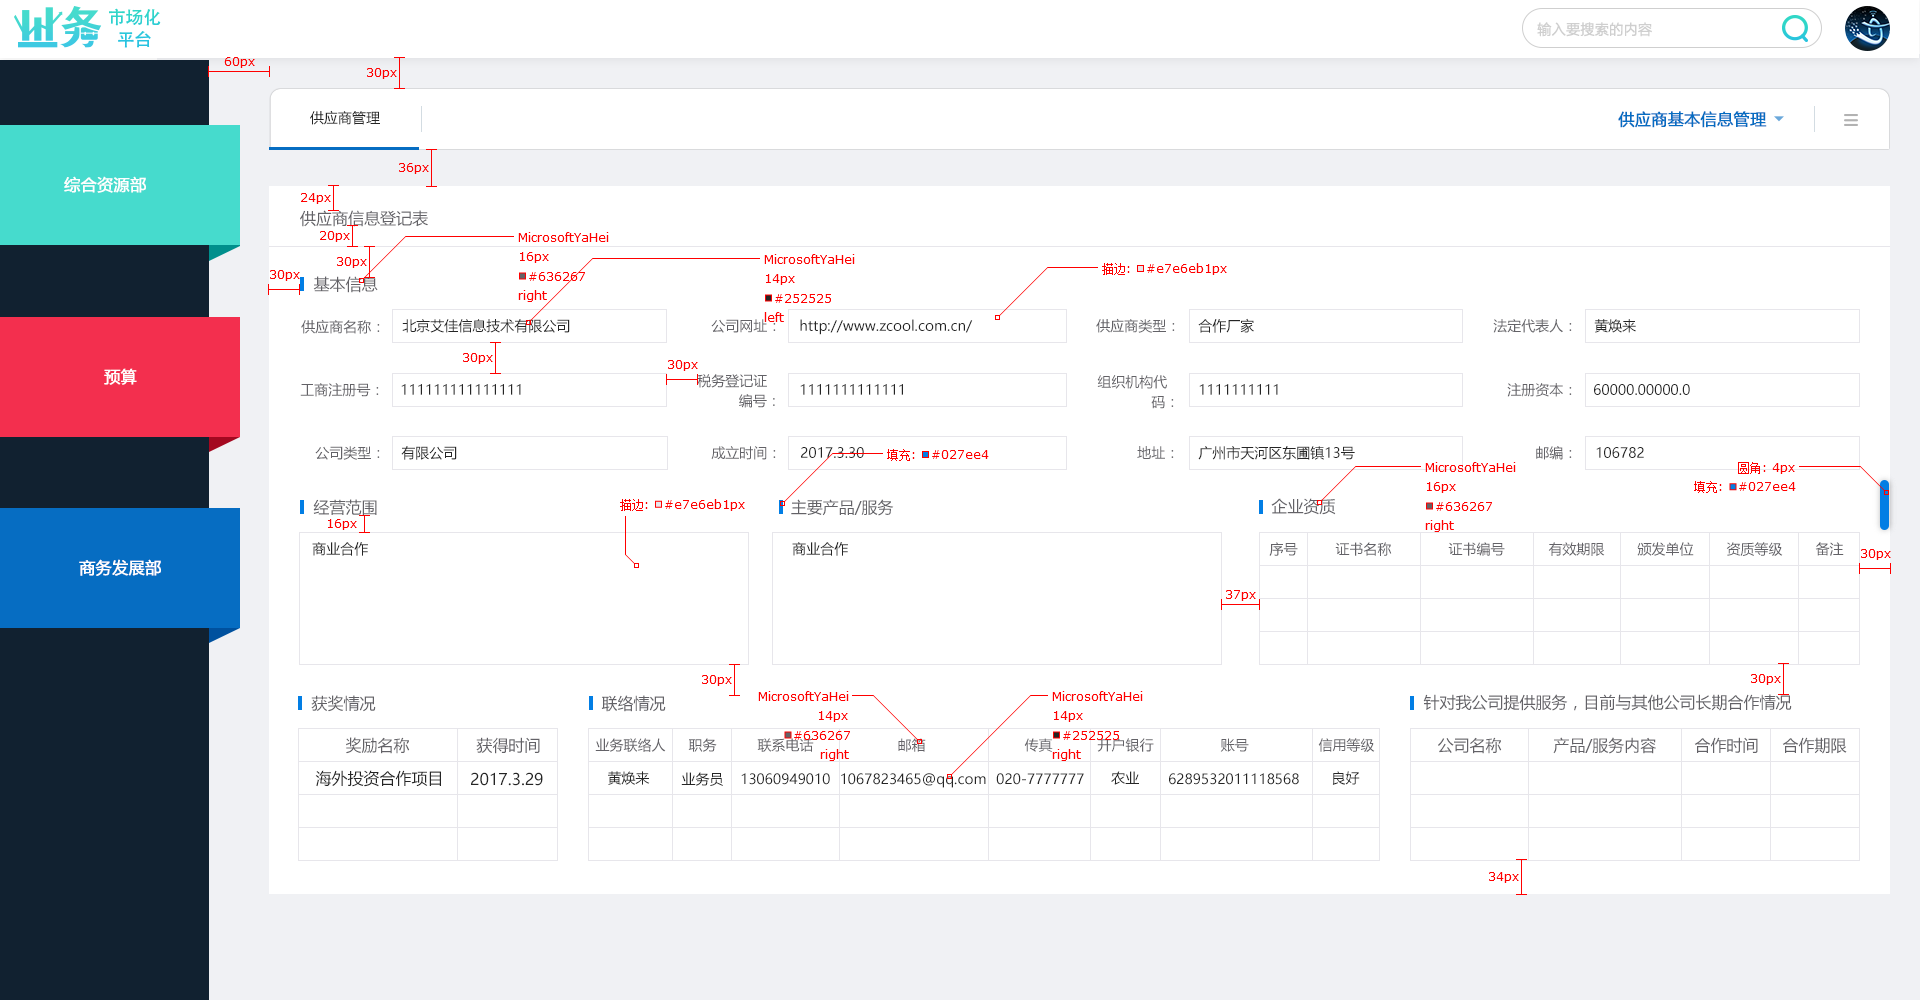 业务 市场化
平台
输入要搜索的内容
60px
30px
供应商管理
供应商基本信息管理
36px
综合资源部
预算
商务发展部
24px
供应商信息登记表
20px
MicrosoftYaHei
16px
#636267
right
MicrosoftYaHei
14px
#252525
left
描边: #e7e6eb1px
30px
30px
基本信息
供应商名称: 北京艾佳信息技术有限公司
公司网址: http://www.zcool.com.cn/
供应商类型: 合作厂家
法定代表人: 黄焕来
30px
30px
工商注册号: 111111111111111
税务登记证
编号: 1111111111111
组织机构代
码: 1111111111
注册资本: 60000.00000.0
公司类型: 有限公司
成立时间: 2017.3.30
填充: #027ee4
地址: 广州市天河区东圃镇13号
邮编: 106782
MicrosoftYaHei
16px
#636267
right
圆角: 4px
填充: #027ee4
经营范围
16px
描边: #e7e6eb1px
主要产品/服务
企业资质
商业合作
商业合作
序号 证书名称 证书编号 有效期限 颁发单位 资质等级 备注
30px
37px
30px
30px
获奖情况
联络情况
MicrosoftYaHei
14px
#636267
right
MicrosoftYaHei
14px
#252525
right
针对我公司提供服务，目前与其他公司长期合作情况
奖励名称 获得时间
海外投资合作项目 2017.3.29
业务联络人 职务 联系电话 邮箱 传真 开户银行 账号 信用等级
黄焕来 业务员 13060949010 1067823465@qq.com 020-7777777 农业 6289532011118568 良好
公司名称 产品/服务内容 合作时间 合作期限
34px